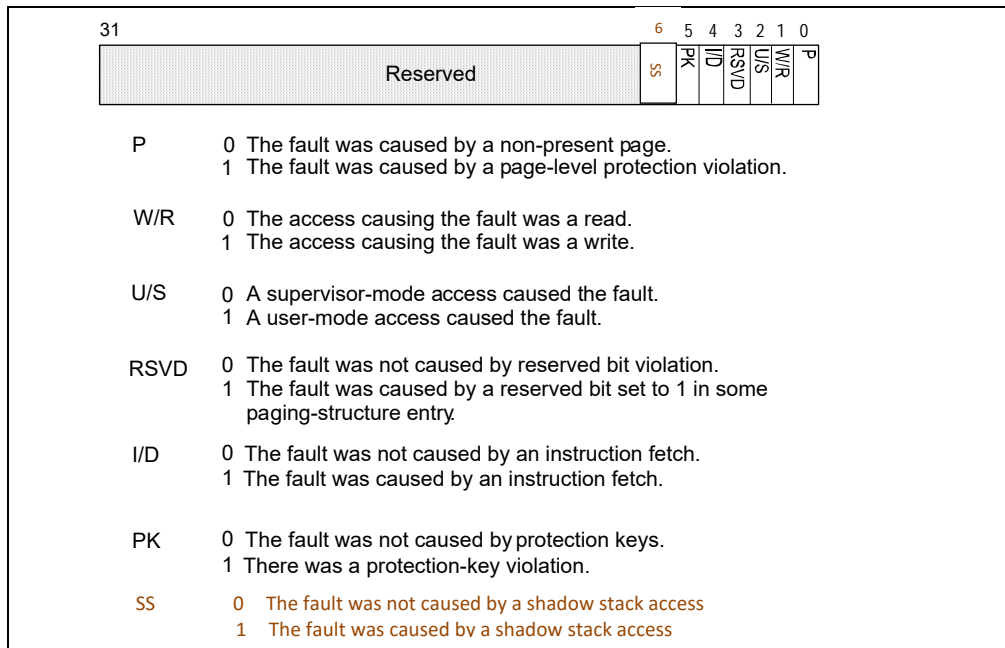 31 6 5 4 3 2 1 0
Reserved SS PK I/D RSVD U/S W/R P
P 0 The fault was caused by a non-present page.
1 The fault was caused by a page-level protection violation.
W/R 0 The access causing the fault was a read.
1 The access causing the fault was a write.
U/S 0 A supervisor-mode access caused the fault.
1 A user-mode access caused the fault.
RSVD 0 The fault was not caused by reserved bit violation.
1 The fault was caused by a reserved bit set to 1 in some
paging-structure entry.
I/D 0 The fault was not caused by an instruction fetch.
1 The fault was caused by an instruction fetch.
PK 0 The fault was not caused by protection keys.
1 There was a protection-key violation.
SS 0 The fault was not caused by a shadow stack access
1 The fault was caused by a shadow stack access